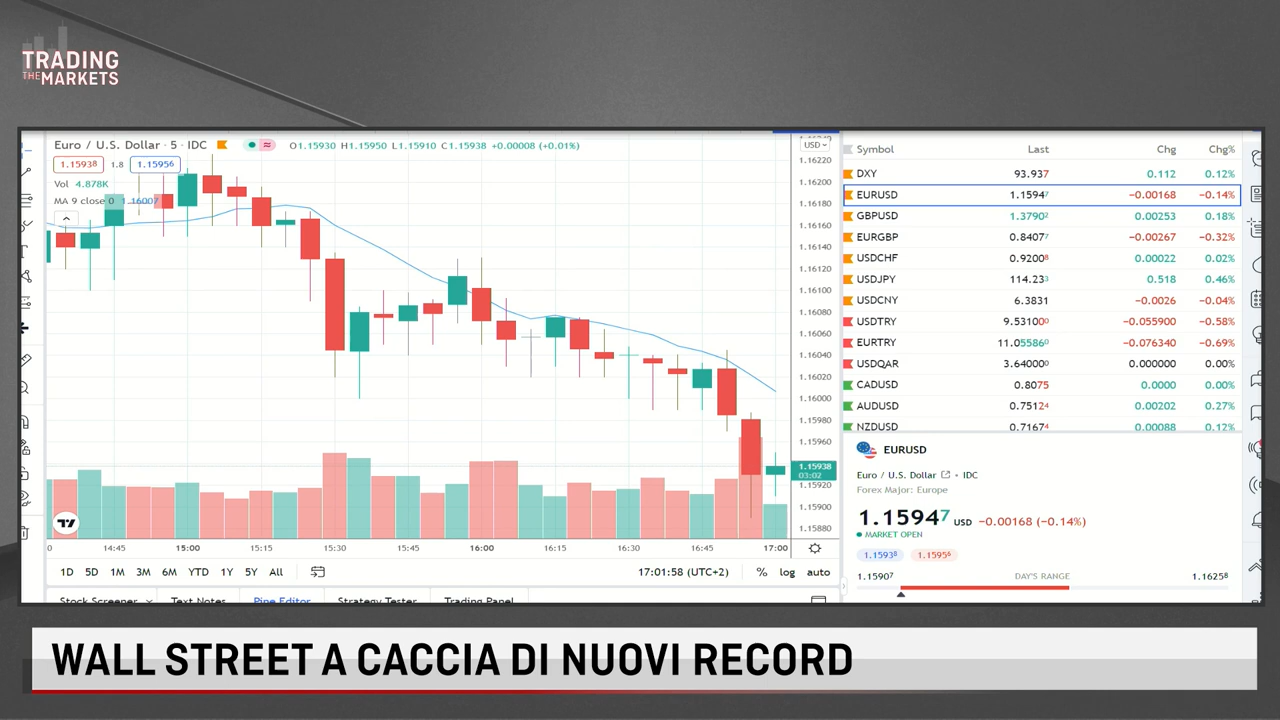 TRADING
THE MARKETS
Euro / U.S. Dollar · 5 · IDC
O1.15930 H1.15950 L1.15910 C1.15938 +0.00008 (+0.01%)
1.15938 1.8 1.15956
Vol 4.878K
MA 9 close 0 1.16007
USD
1.16220
1.16200
1.16180
1.16160
1.16140
1.16120
1.16100
1.16080
1.16060
1.16040
1.16020
1.16000
1.15980
1.15960
1.15938
03:02
1.15920
1.15900
1.15880
0 14:45 15:00 15:15 15:30 15:45 16:00 16:15 16:30 16:45 17:00
1D 5D 1M 3M 6M YTD 1Y 5Y All 17:01:58 (UTC+2) % log auto
Stock Screener Text Notes Pine Editor Strategy Tester Trading Panel
Symbol Last Chg Chg%
DXY 93.937 0.112 0.12%
EURUSD 1.15947 −0.00168 −0.14%
GBPUSD 1.37902 0.00253 0.18%
EURGBP 0.84077 −0.00267 −0.32%
USDCHF 0.92008 0.00022 0.02%
USDJPY 114.233 0.518 0.46%
USDCNY 6.3831 −0.0026 −0.04%
USDTRY 9.531000 −0.055900 −0.58%
EURTRY 11.055860 −0.076340 −0.69%
USDQAR 3.640000 0.000000 0.00%
CADUSD 0.8075 0.0000 0.00%
AUDUSD 0.75124 0.00202 0.27%
NZDUSD 0.71674 0.00088 0.12%
EURUSD
Euro / U.S. Dollar · IDC
Forex Major: Europe
1.15947 USD −0.00168 (−0.14%)
MARKET OPEN
1.15938 1.15956
1.15907 DAY'S RANGE 1.16258
WALL STREET A CACCIA DI NUOVI RECORD